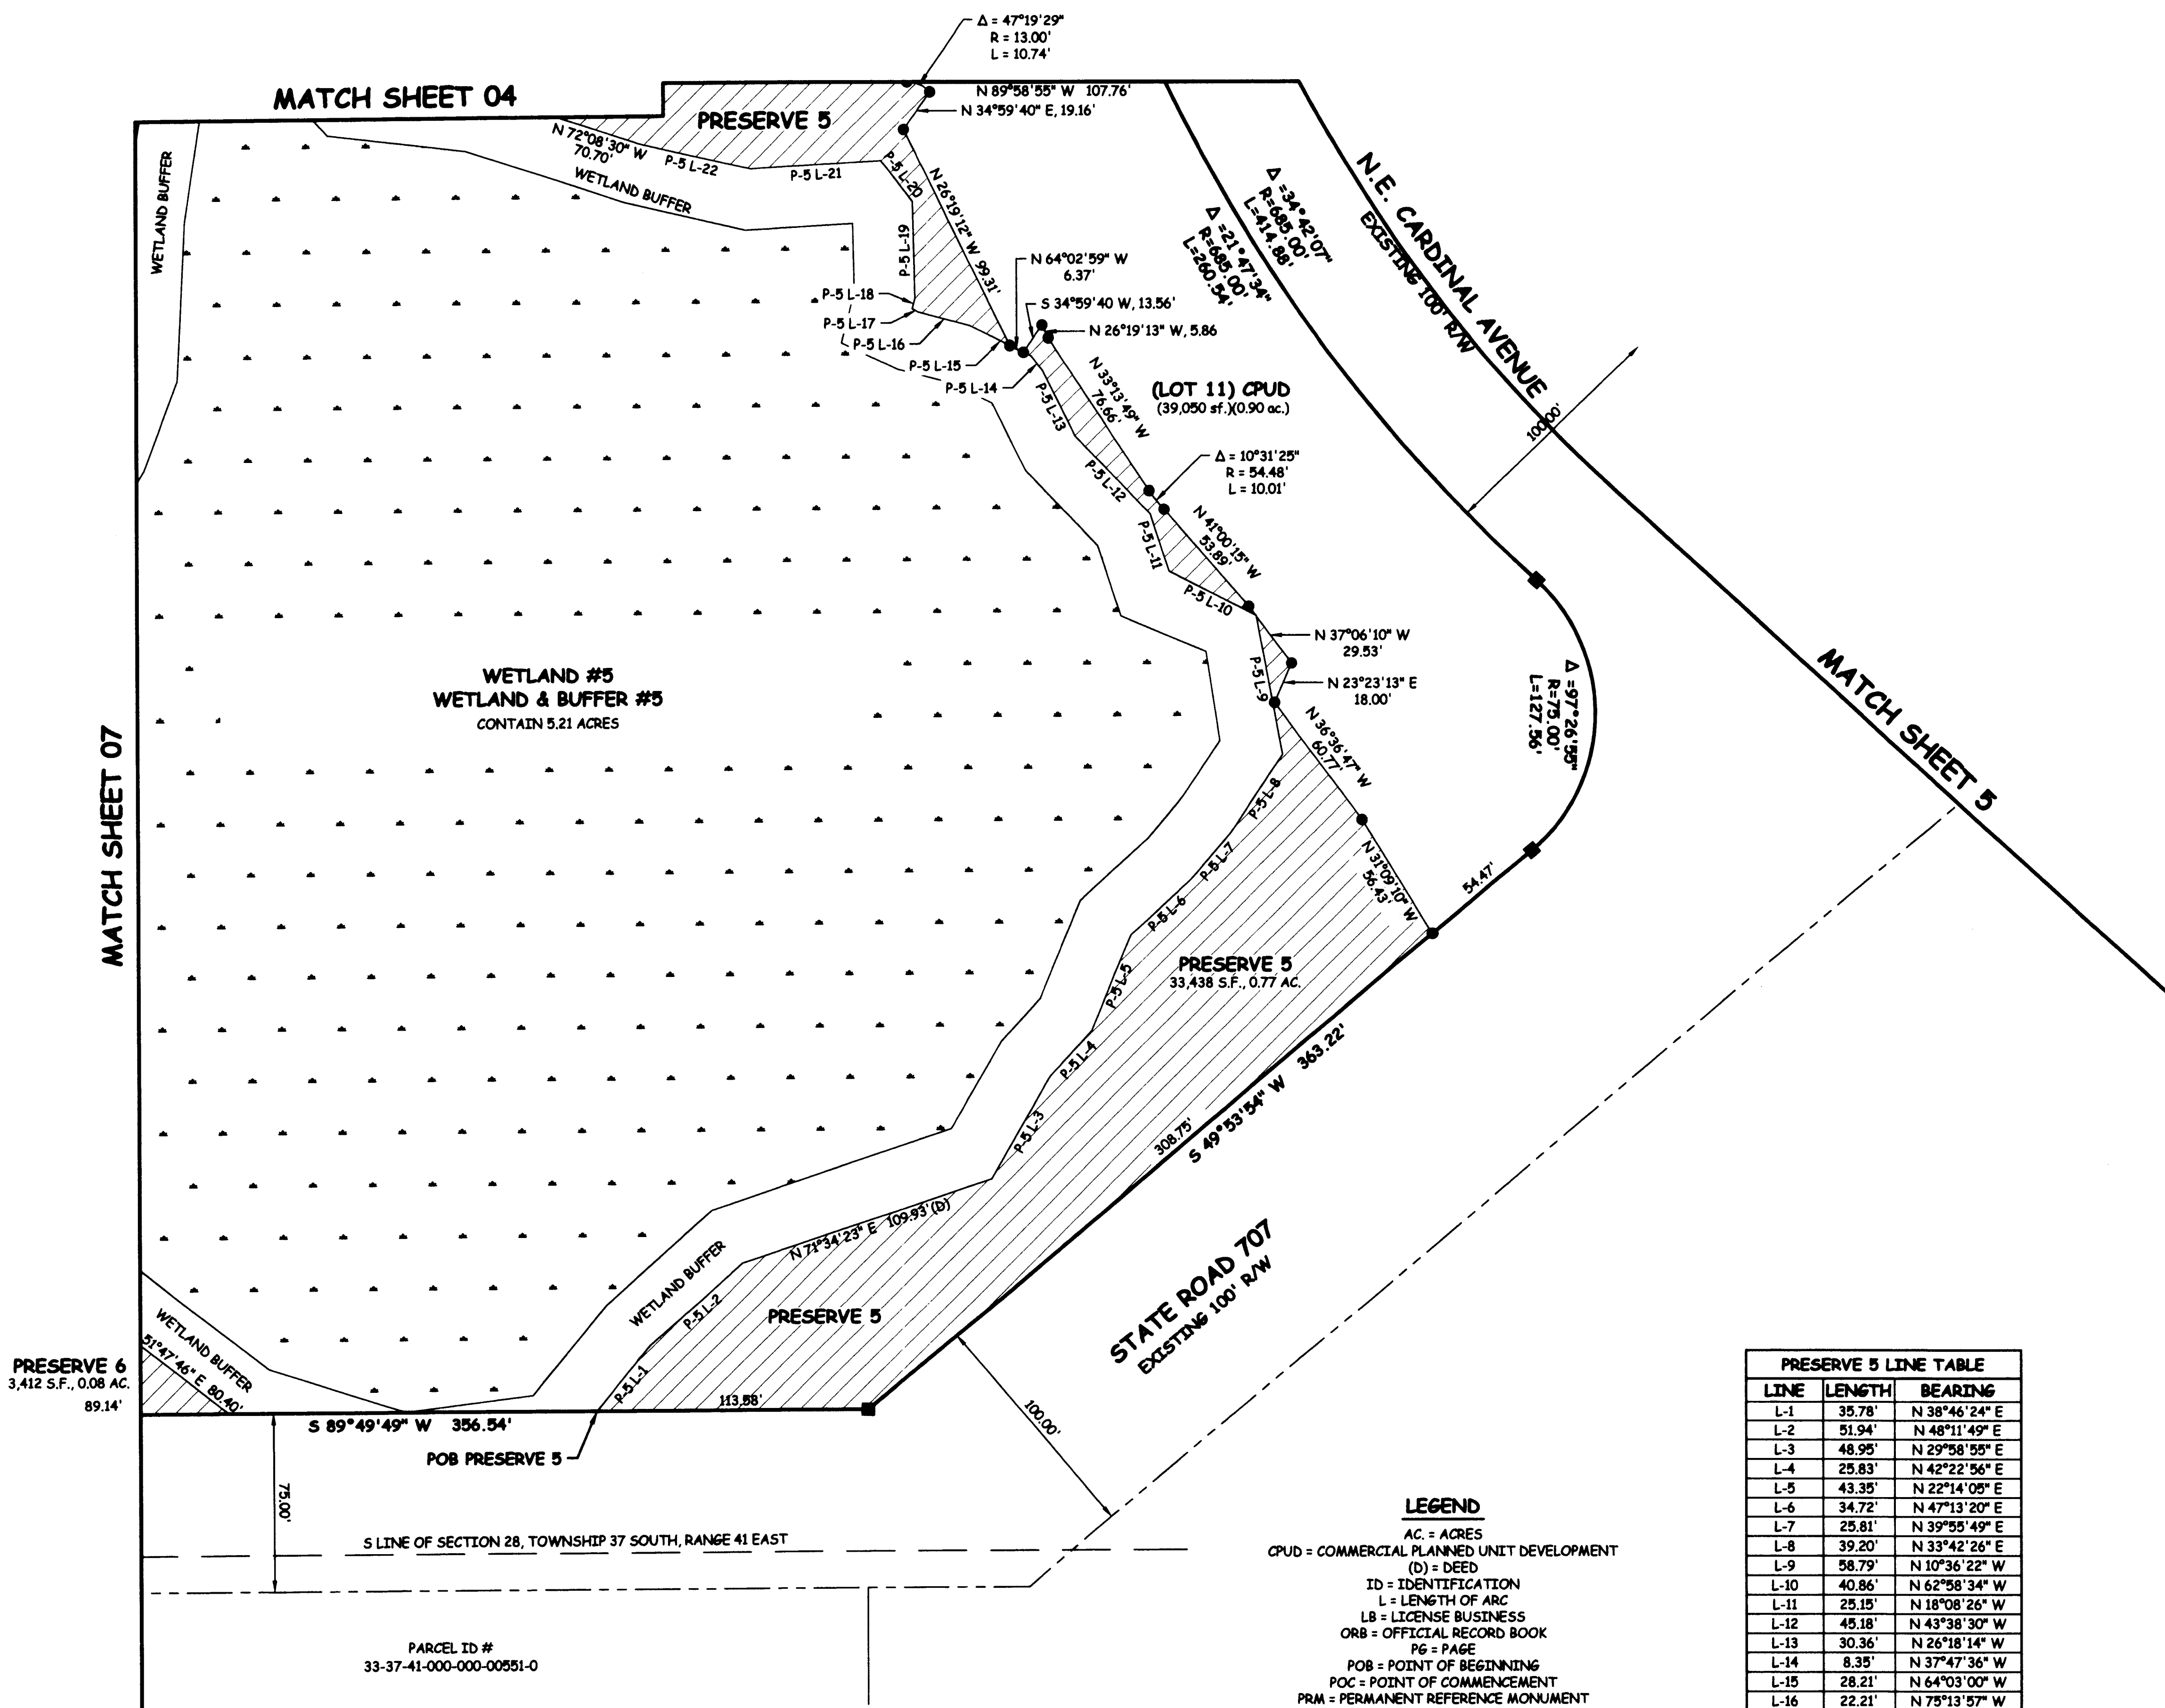 Δ = 47°19'29"
R = 13.00'
L = 10.74'
MATCH SHEET 04
N 89°58'55" W 107.76'
N 34°59'40" E, 19.16'
PRESERVE 5
N 72°08'30" W
70.70'
P-5 L-22
P-5 L-21
P-5 L-20
WETLAND BUFFER
WETLAND BUFFER
N 26°19'12" W 99.31'
P-5 L-19
Δ =34°42'07"
R=685.00'
L=414.88'
Δ =21°47'34"
R=685.00'
L=260.54'
N.E. CARDINAL AVENUE
EXISTING 100' R/W
N 64°02'59" W
6.37'
P-5 L-18
S 34°59'40 W, 13.56'
P-5 L-17
N 26°19'13" W, 5.86
P-5 L-16
P-5 L-15
P-5 L-14
N 33°13'49" W
76.66'
(LOT 11) CPUD
(39,050 sf.)(0.90 ac.)
P-5 L-13
100.00'
Δ = 10°31'25"
R = 54.48'
L = 10.01'
P-5 L-12
N 41°00'15" W
53.89'
P-5 L-11
P-5 L-10
N 37°06'10" W
29.53'
P-5 L-9
N 23°23'13" E
18.00'
WETLAND #5
WETLAND & BUFFER #5
CONTAIN 5.21 ACRES
Δ =97°26'55"
R=75.00'
L=127.56'
MATCH SHEET 5
N 36°36'47" W
60.77'
MATCH SHEET 07
P-5 L-8
P-5 L-7
N 31°09'10" W
56.43'
54.47'
P-5 L-6
PRESERVE 5
33,438 S.F., 0.77 AC.
P-5 L-5
P-5 L-4
S 49°53'54" W 363.22'
308.75'
P-5 L-3
N 71°34'23" E 109.93'(D)
STATE ROAD 707
EXISTING 100' R/W
WETLAND BUFFER
P-5 L-2
PRESERVE 5
WETLAND BUFFER
51°47'46" E 80.40'
PRESERVE 6
3,412 S.F., 0.08 AC.
89.14'
P-5 L-1
113.58'
S 89°49'49" W 356.54'
POB PRESERVE 5
100.00'
75.00'
S LINE OF SECTION 28, TOWNSHIP 37 SOUTH, RANGE 41 EAST
PARCEL ID #
33-37-41-000-000-00551-0
LEGEND
AC. = ACRES
CPUD = COMMERCIAL PLANNED UNIT DEVELOPMENT
(D) = DEED
ID = IDENTIFICATION
L = LENGTH OF ARC
LB = LICENSE BUSINESS
ORB = OFFICIAL RECORD BOOK
PG = PAGE
POB = POINT OF BEGINNING
POC = POINT OF COMMENCEMENT
PRM = PERMANENT REFERENCE MONUMENT
PRESERVE 5 LINE TABLE
LINE LENGTH BEARING
L-1 35.78' N 38°46'24" E
L-2 51.94' N 48°11'49" E
L-3 48.95' N 29°58'55" E
L-4 25.83' N 42°22'56" E
L-5 43.35' N 22°14'05" E
L-6 34.72' N 47°13'20" E
L-7 25.81' N 39°55'49" E
L-8 39.20' N 33°42'26" E
L-9 58.79' N 10°36'22" W
L-10 40.86' N 62°58'34" W
L-11 25.15' N 18°08'26" W
L-12 45.18' N 43°38'30" W
L-13 30.36' N 26°18'14" W
L-14 8.35' N 37°47'36" W
L-15 28.21' N 64°03'00" W
L-16 22.21' N 75°13'57" W